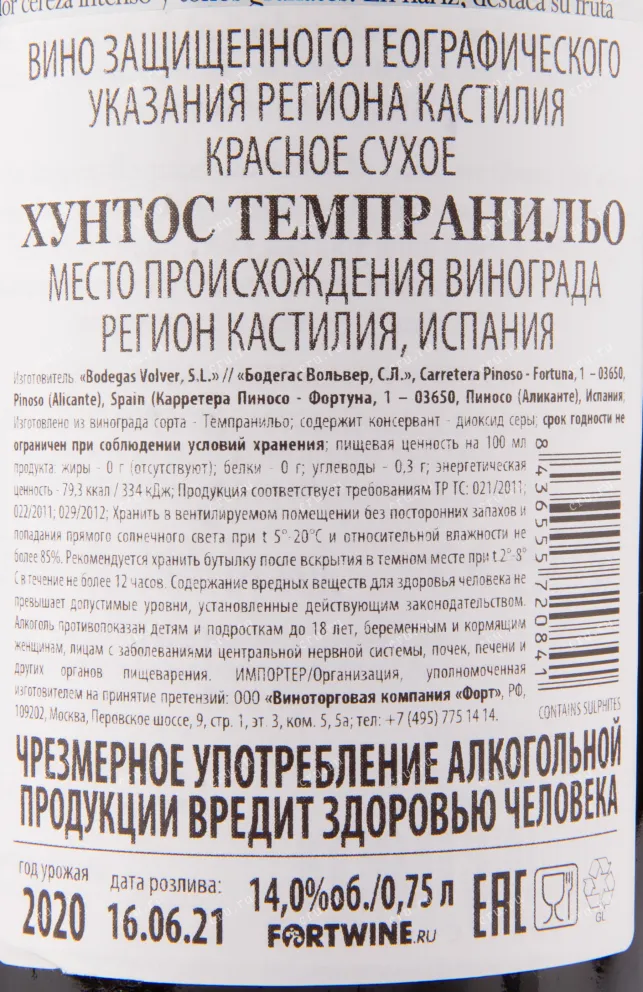 cereza intenso y destaca su fruta
ВИНО ЗАЩИЩЕННОГО ГЕОГРАФИЧЕСКОГО
УКАЗАНИЯ РЕГИОНА КАСТИЛИЯ
КРАСНОЕ СУХОЕ
ХУНТОС ТЕМПРАНИЛЬО
МЕСТО ПРОИСХОЖДЕНИЯ ВИНОГРАДА
РЕГИОН КАСТИЛИЯ, ИСПАНИЯ
Изготовитель «Bodegas Volver, S.L.» // «Бодегас Вольвер, С.Л.», Carretera Pinoso - Fortuna, 1 – 03650,
Pinoso (Alicante), Spain (Карретера Пиносо - Фортуна, 1 – 03650, Пиносо (Аликанте), Испания.
Изготовлено из винограда сорта - Темпранильо; содержит консервант - диоксид серы; срок годности не
ограничен при соблюдении условий хранения; пищевая ценность на 100 мл
продукта: жиры - 0 г (отсутствуют); белки - 0 г; углеводы - 0,3 г; энергетическая
ценность - 79,3 ккал / 334 кДж; Продукция соответствует требованиям ТР ТС: 021/2011;
022/2011; 029/2012; Хранить в вентилируемом помещении без посторонних запахов и
попадания прямого солнечного света при t 5°-20°C и относительной влажности не
более 85%. Рекомендуется хранить бутылку после вскрытия в темном месте при t 2°-8°
С в течение не более 12 часов. Содержание вредных веществ для здоровья человека не
превышает допустимые уровни, установленные действующим законодательством.
Алкоголь противопоказан детям и подросткам до 18 лет, беременным и кормящим
женщинам, лицам с заболеваниями центральной нервной системы, почек, печени и
других органов пищеварения. ИМПОРТЕР/Организация, уполномоченная
изготовителем на принятие претензий: ООО «Виноторговая компания «Форт», РФ,
109202, Москва, Перовское шоссе, 9, стр. 1, эт. 3, ком. 5, 5а; тел: +7 (495) 775 14 14.
8 436555 720841
CONTAINS SULPHITES
ЧРЕЗМЕРНОЕ УПОТРЕБЛЕНИЕ АЛКОГОЛЬНОЙ
ПРОДУКЦИИ ВРЕДИТ ЗДОРОВЬЮ ЧЕЛОВЕКА
год урожая
2020
дата розлива:
16.06.21
14,0%об./0,75 л
FORTWINE.RU
EAC
GL